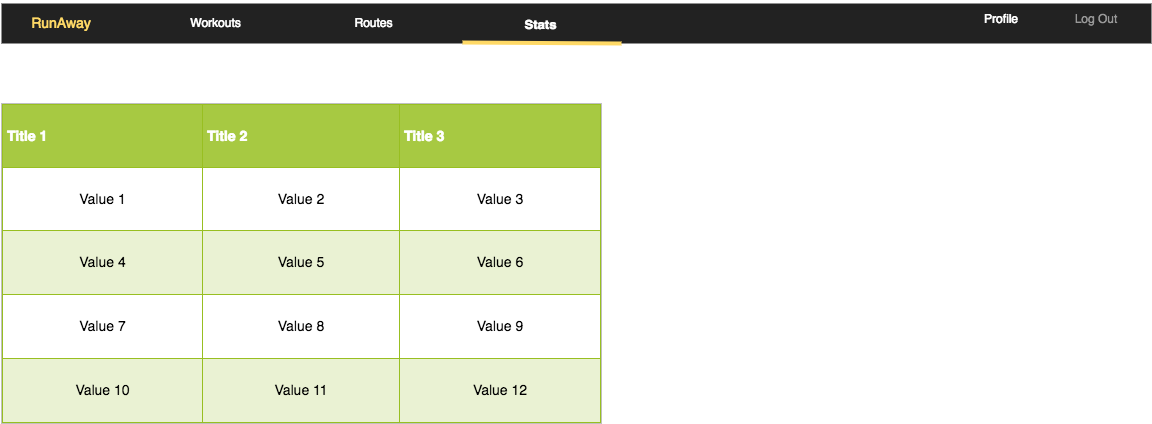 RunAway Workouts Routes Stats Profile Log Out
Title 1 Title 2 Title 3
Value 1 Value 2 Value 3
Value 4 Value 5 Value 6
Value 7 Value 8 Value 9
Value 10 Value 11 Value 12